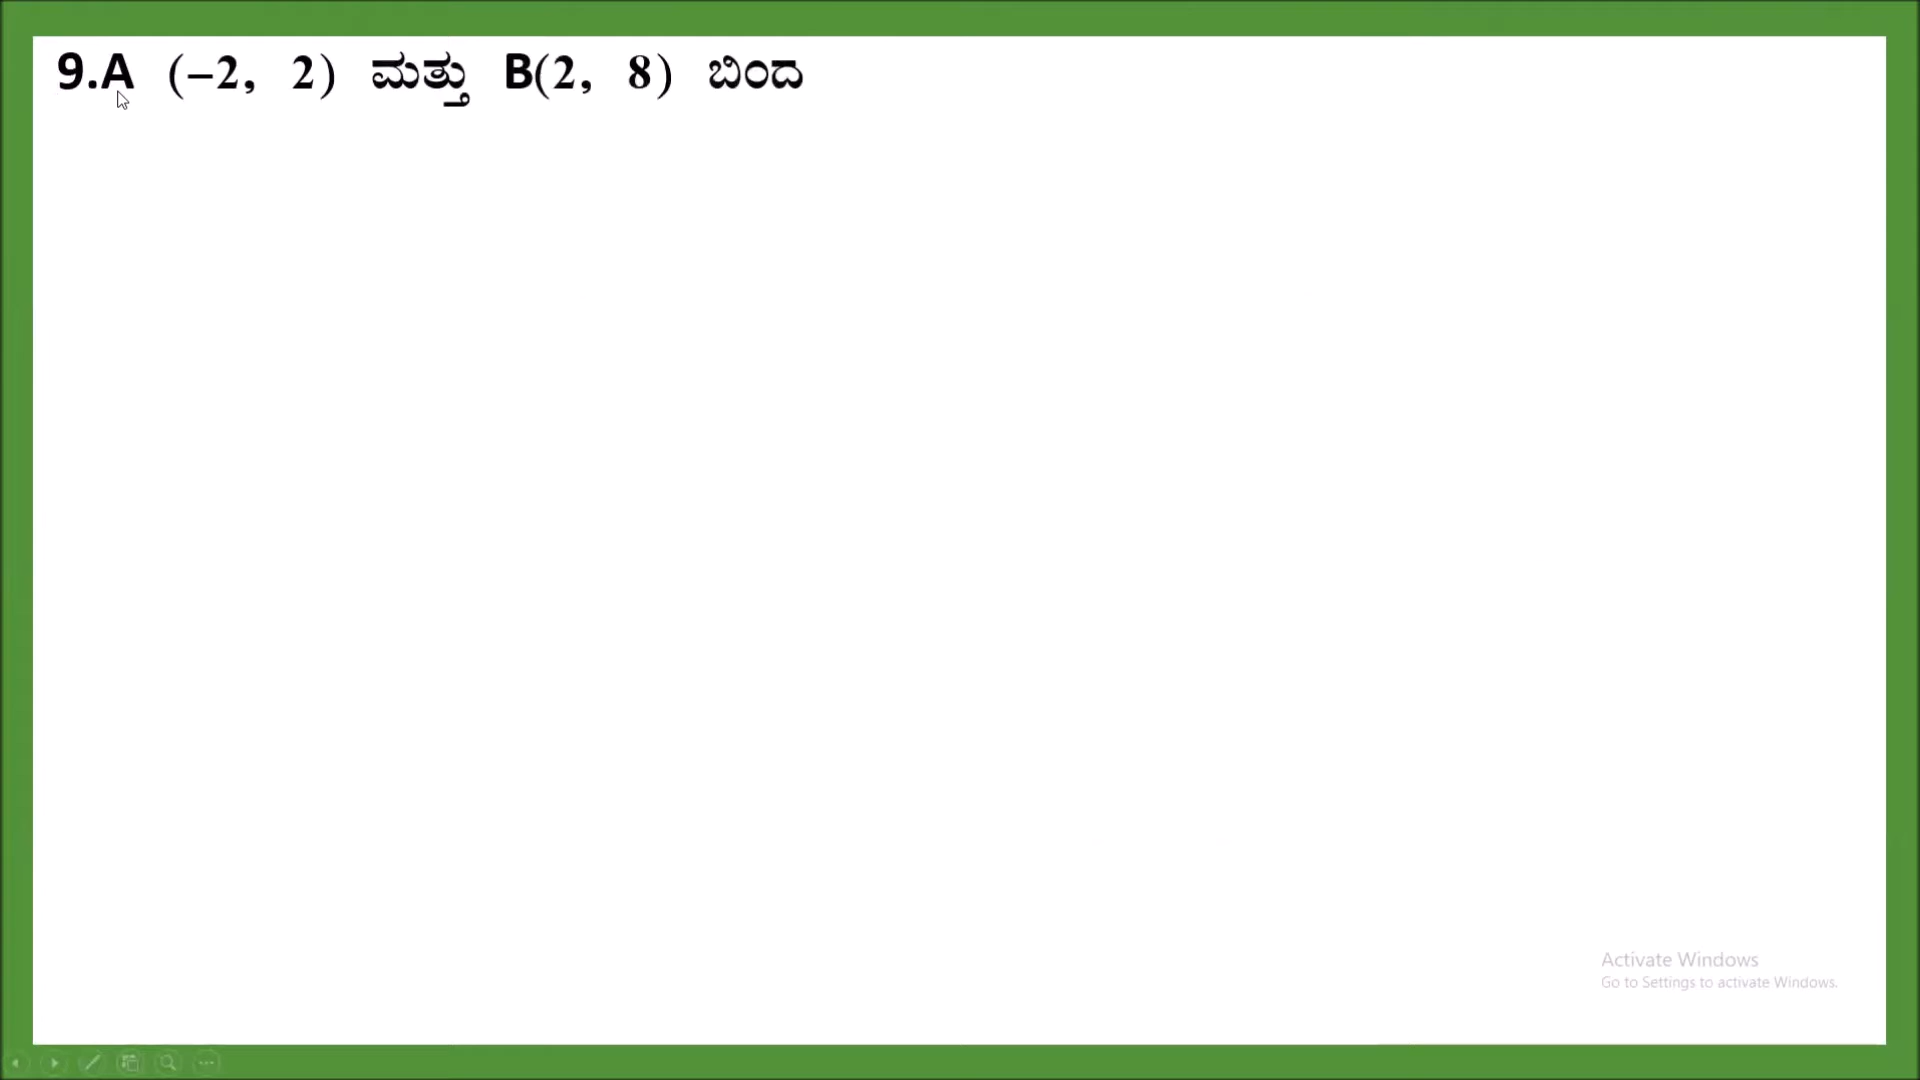 9.A (−2, 2) ಮತ್ತು B(2, 8) ಬಿಂದ
Activate Windows
Go to Settings to activate Windows.